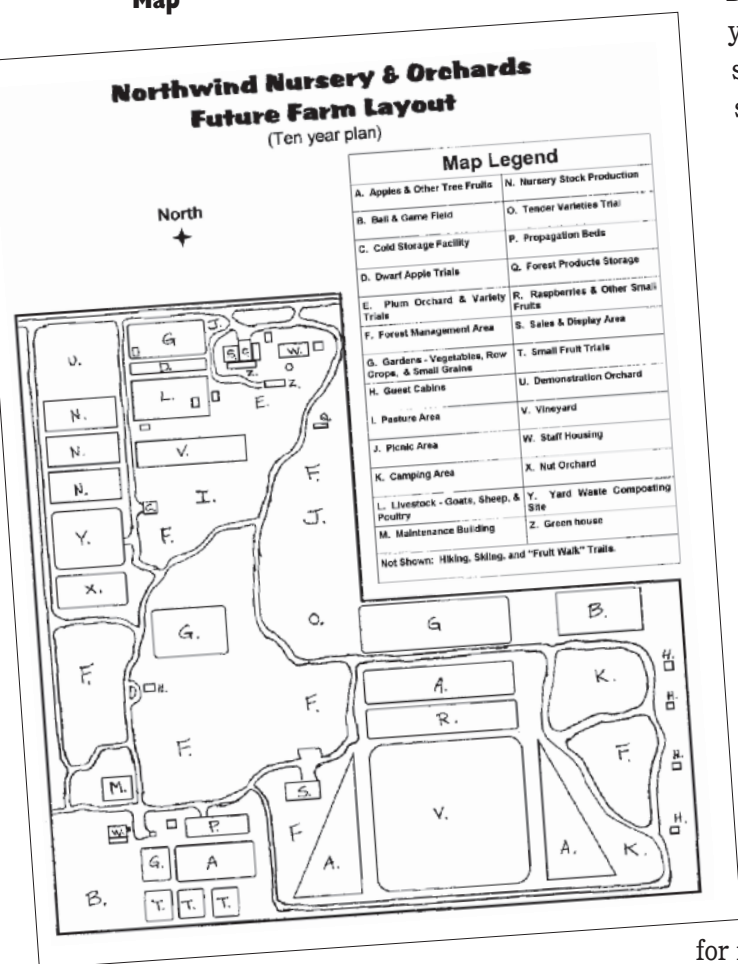 Map
Northwind Nursery & Orchards
Future Farm Layout
(Ten year plan)
North
Map Legend
A. Apples & Other Tree Fruits
B. Ball & Game Field
C. Cold Storage Facility
D. Dwarf Apple Trials
E. Plum Orchard & Variety
Trials
F. Forest Management Area
G. Gardens - Vegetables, Row
Crops, & Small Grains
H. Guest Cabins
I. Pasture Area
J. Picnic Area
K. Camping Area
L. Livestock - Goats, Sheep, &
Poultry
M. Maintenance Building
N. Nursery Stock Production
O. Tender Varieties Trial
P. Propagation Beds
Q. Forest Products Storage
R. Raspberries & Other Small
Fruits
S. Sales & Display Area
T. Small Fruit Trials
U. Demonstration Orchard
V. Vineyard
W. Staff Housing
X. Nut Orchard
Y. Yard Waste Composting
Site
Z. Green house
Not Shown: Hiking, Skiing, and "Fruit Walk" Trails.
U.
G
J.
S. C.
W.
D.
Z.
Z.
O
L.
E.
N.
N.
V.
F.
N.
I.
J.
Y.
F.
X.
G.
O.
G
B.
F.
H.
F.
F.
A.
R.
K.
H.
H.
H.
H.
F.
M.
S.
V.
W.
P.
F
A.
A.
K.
G.
A
B.
T. T. T.
for